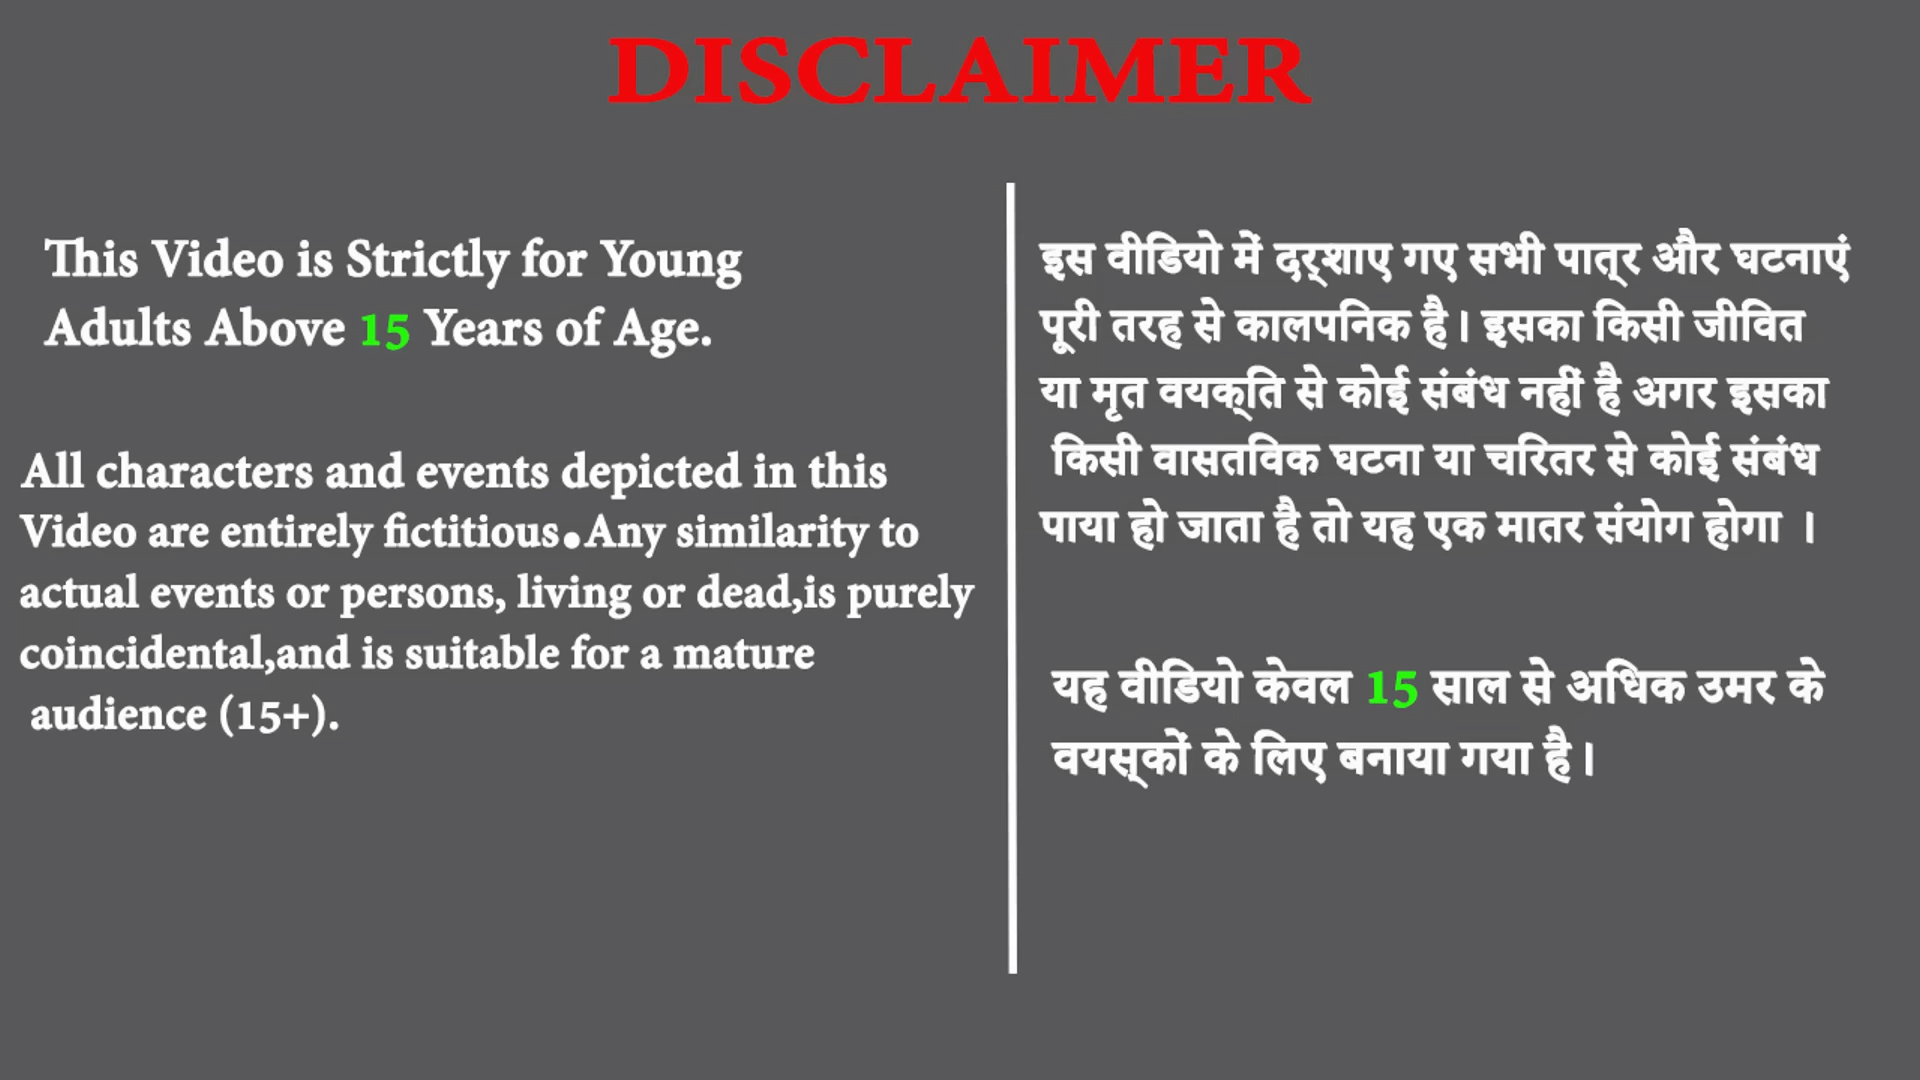 DISCLAIMER
This Video is Strictly for Young
Adults Above 15 Years of Age.
All characters and events depicted in this
Video are entirely fictitious.Any similarity to
actual events or persons, living or dead,is purely
coincidental,and is suitable for a mature
audience (15+).
इस वीडियो में दर्‌शाए गए सभी पात्‌र और घटनाएं
पूरी तरह से कालपनिक है। इसका किसी जीवित
या मृत वयक्‌ति से कोई संबंध नहीं है अगर इसका
किसी वासतविक घटना या चरितर से कोई संबंध
पाया हो जाता है तो यह एक मातर संयोग होगा ।
यह वीडियो केवल 15 साल से अधिक उमर के
वयस्‌कों के लिए बनाया गया है।